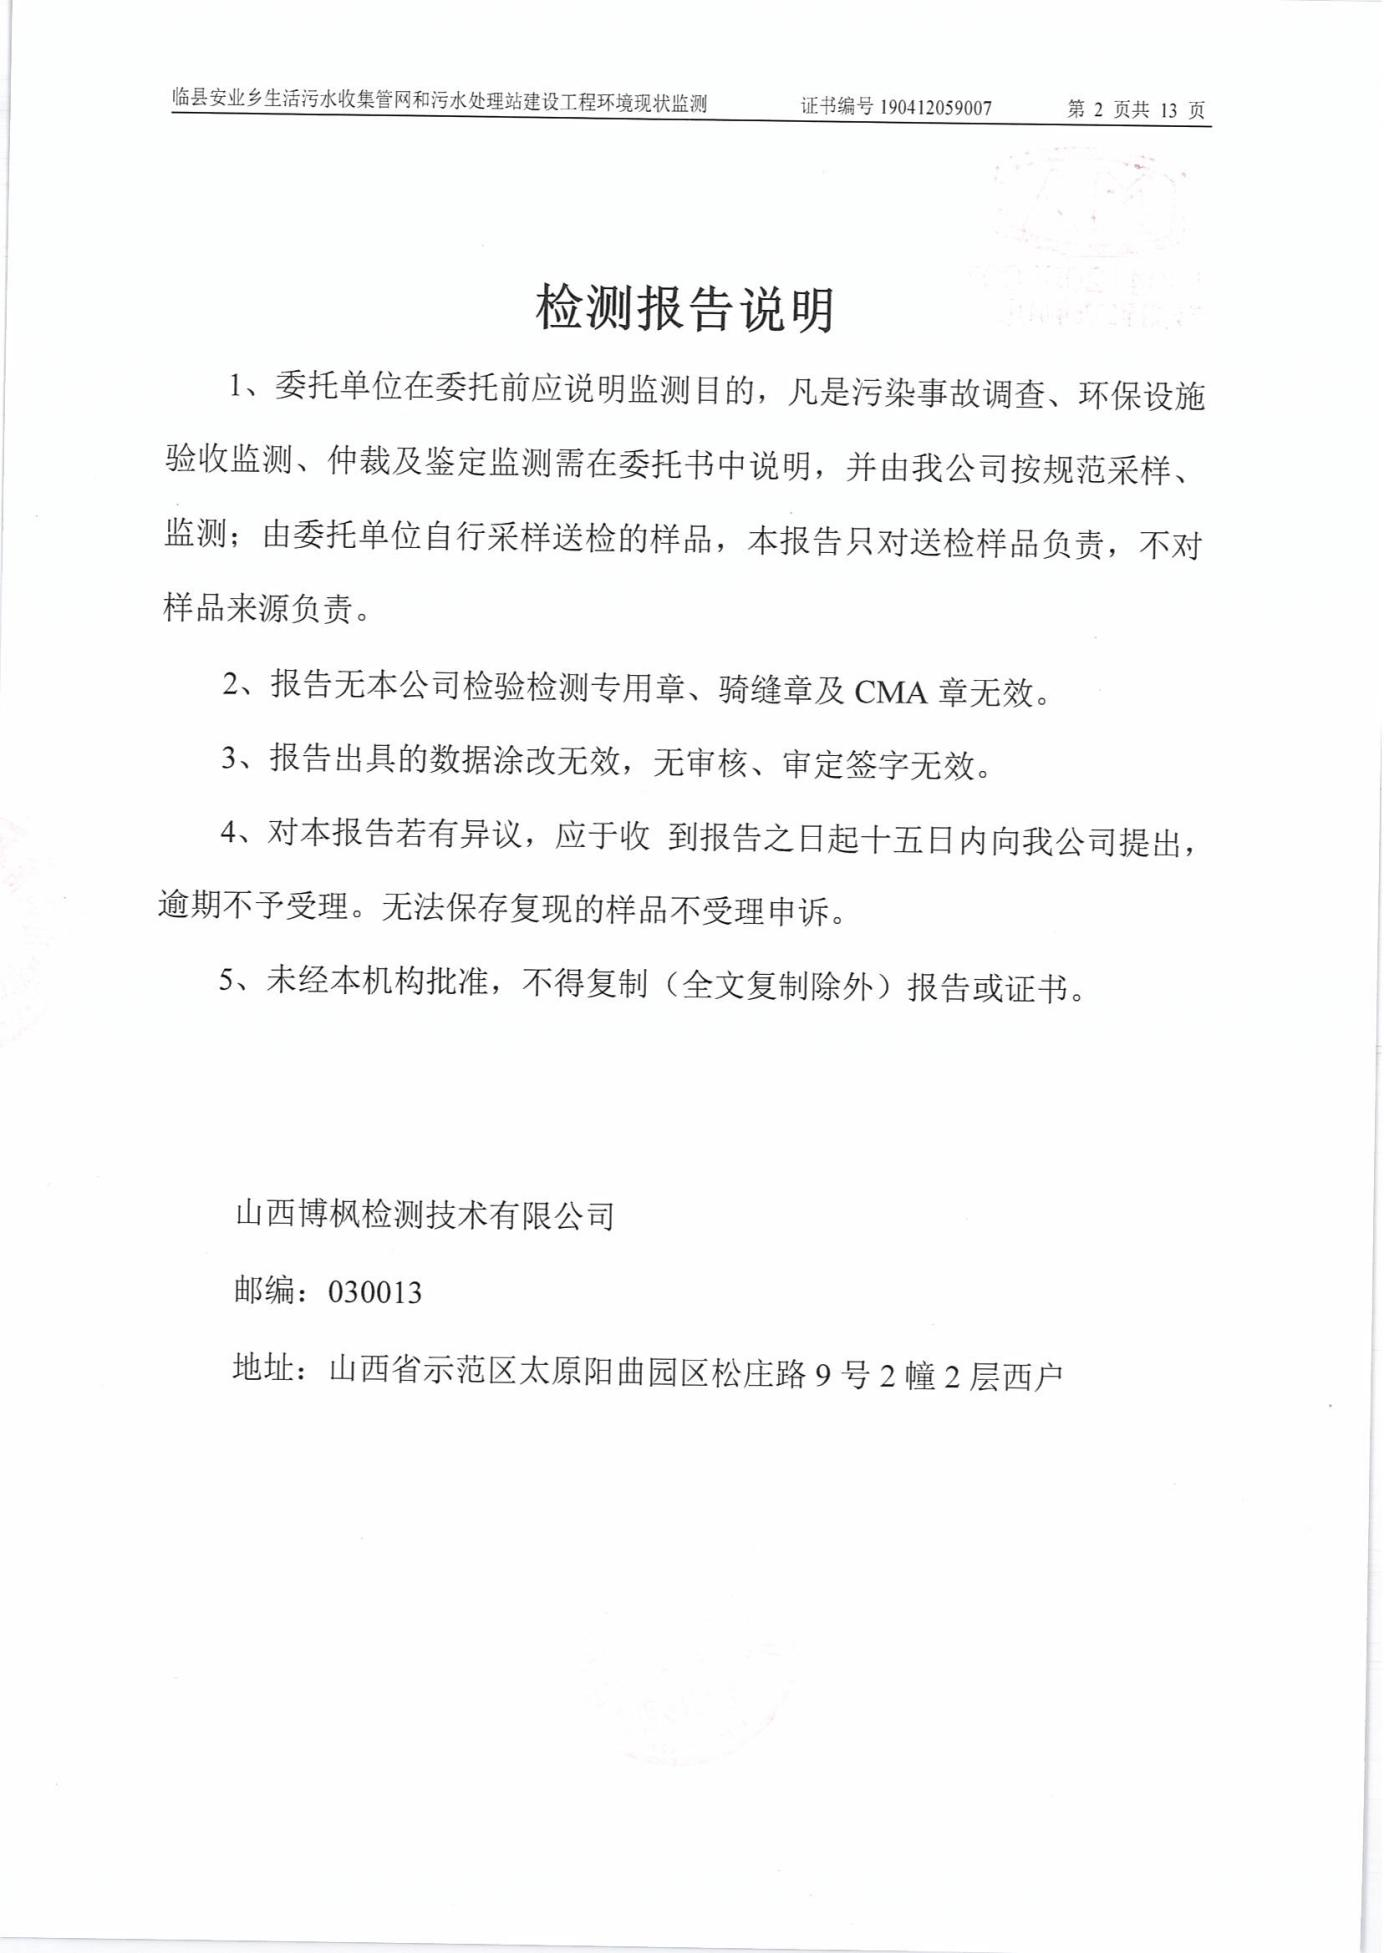 临县安业乡生活污水收集管网和污水处理站建设工程环境现状监测 证书编号 190412059007 第 2 页共 13 页
检测报告说明
1、委托单位在委托前应说明监测目的，凡是污染事故调查、环保设施
验收监测、仲裁及鉴定监测需在委托书中说明，并由我公司按规范采样、
监测；由委托单位自行采样送检的样品，本报告只对送检样品负责，不对
样品来源负责。
2、报告无本公司检验检测专用章、骑缝章及 CMA 章无效。
3、报告出具的数据涂改无效，无审核、审定签字无效。
4、对本报告若有异议，应于收 到报告之日起十五日内向我公司提出，
逾期不予受理。无法保存复现的样品不受理申诉。
5、未经本机构批准，不得复制（全文复制除外）报告或证书。
山西博枫检测技术有限公司
邮编：030013
地址：山西省示范区太原阳曲园区松庄路 9 号 2 幢 2 层西户